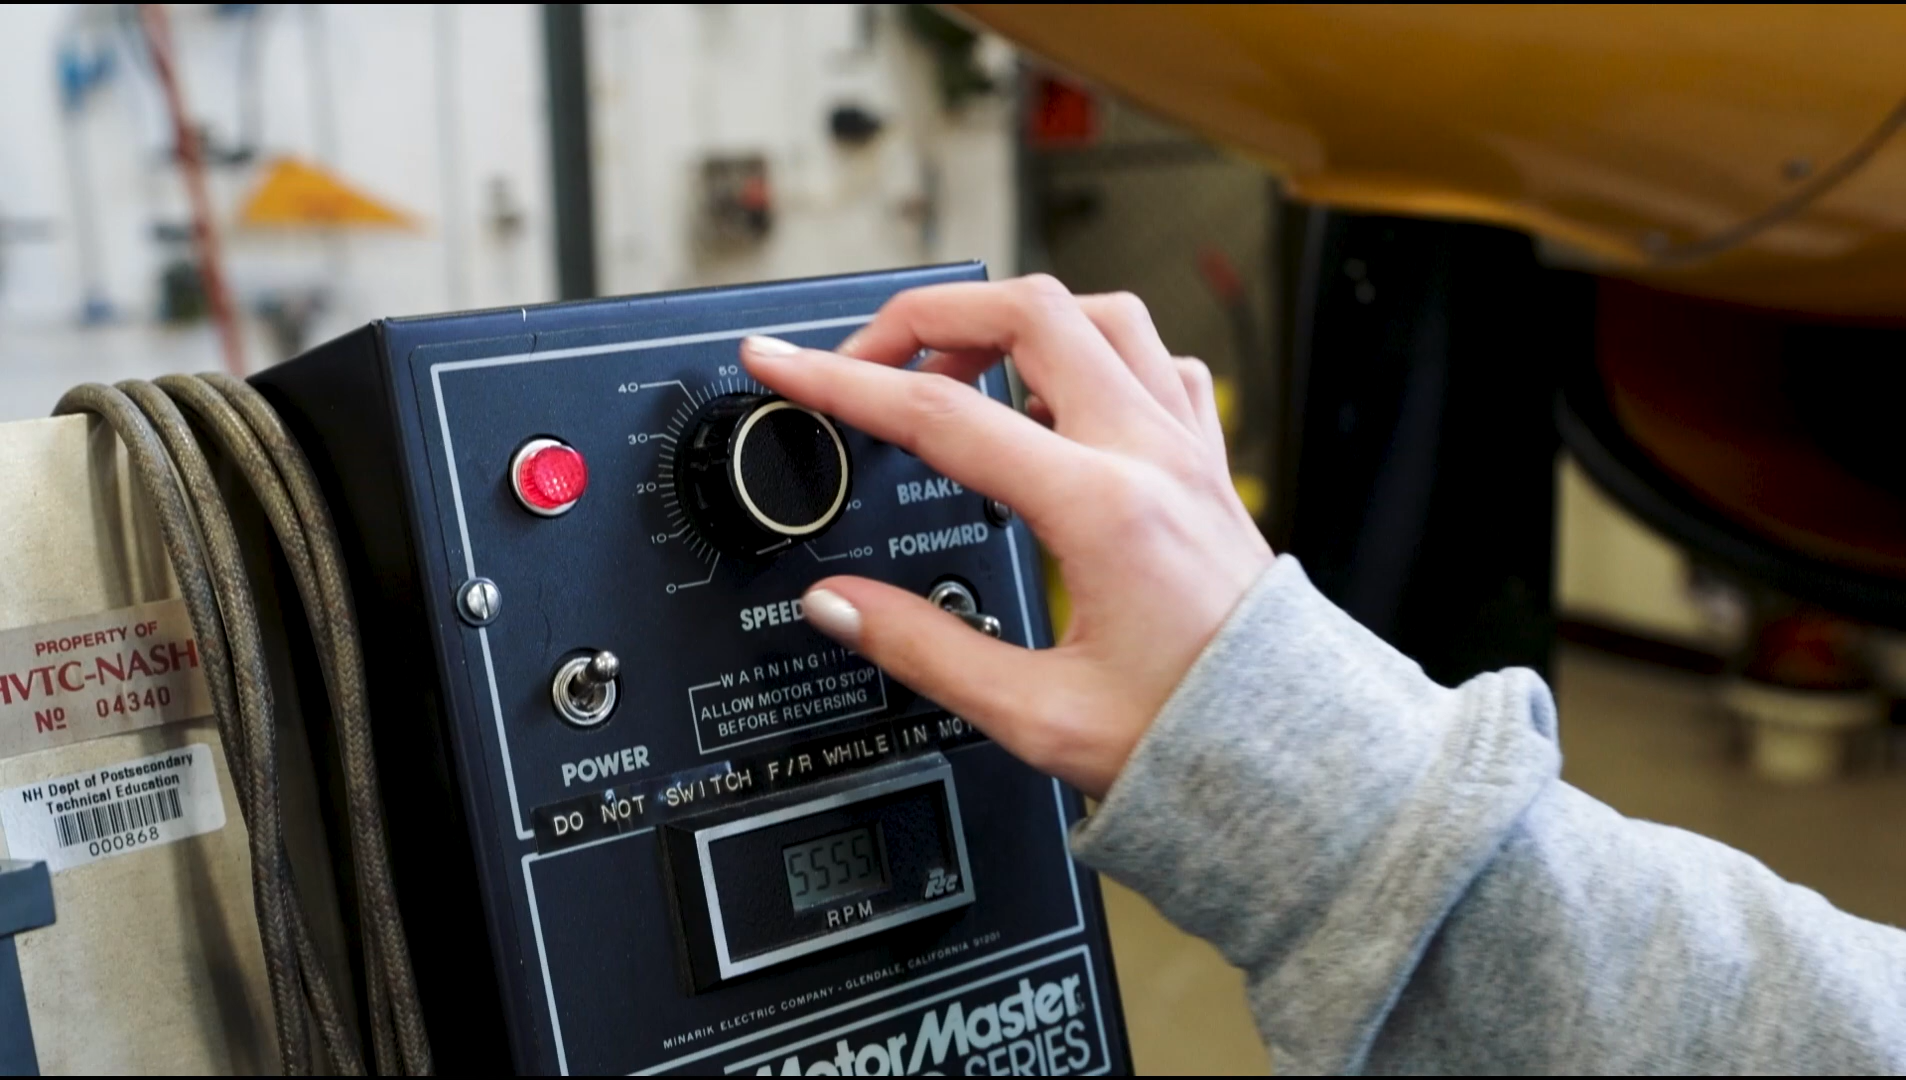 50
40
30
20
10
0
100
BRAKE
FORWARD
SPEED
WARNING!!!
ALLOW MOTOR TO STOP
BEFORE REVERSING
POWER
DO NOT SWITCH F/R WHILE IN
5555
RPM
MINARIK ELECTRIC COMPANY - GLENDALE, CALIFORNIA 91201
MotorMaster
SERIES
PROPERTY OF
HVTC-NASH
Nº 04340
NH Dept of Postsecondary
Technical Education
000868